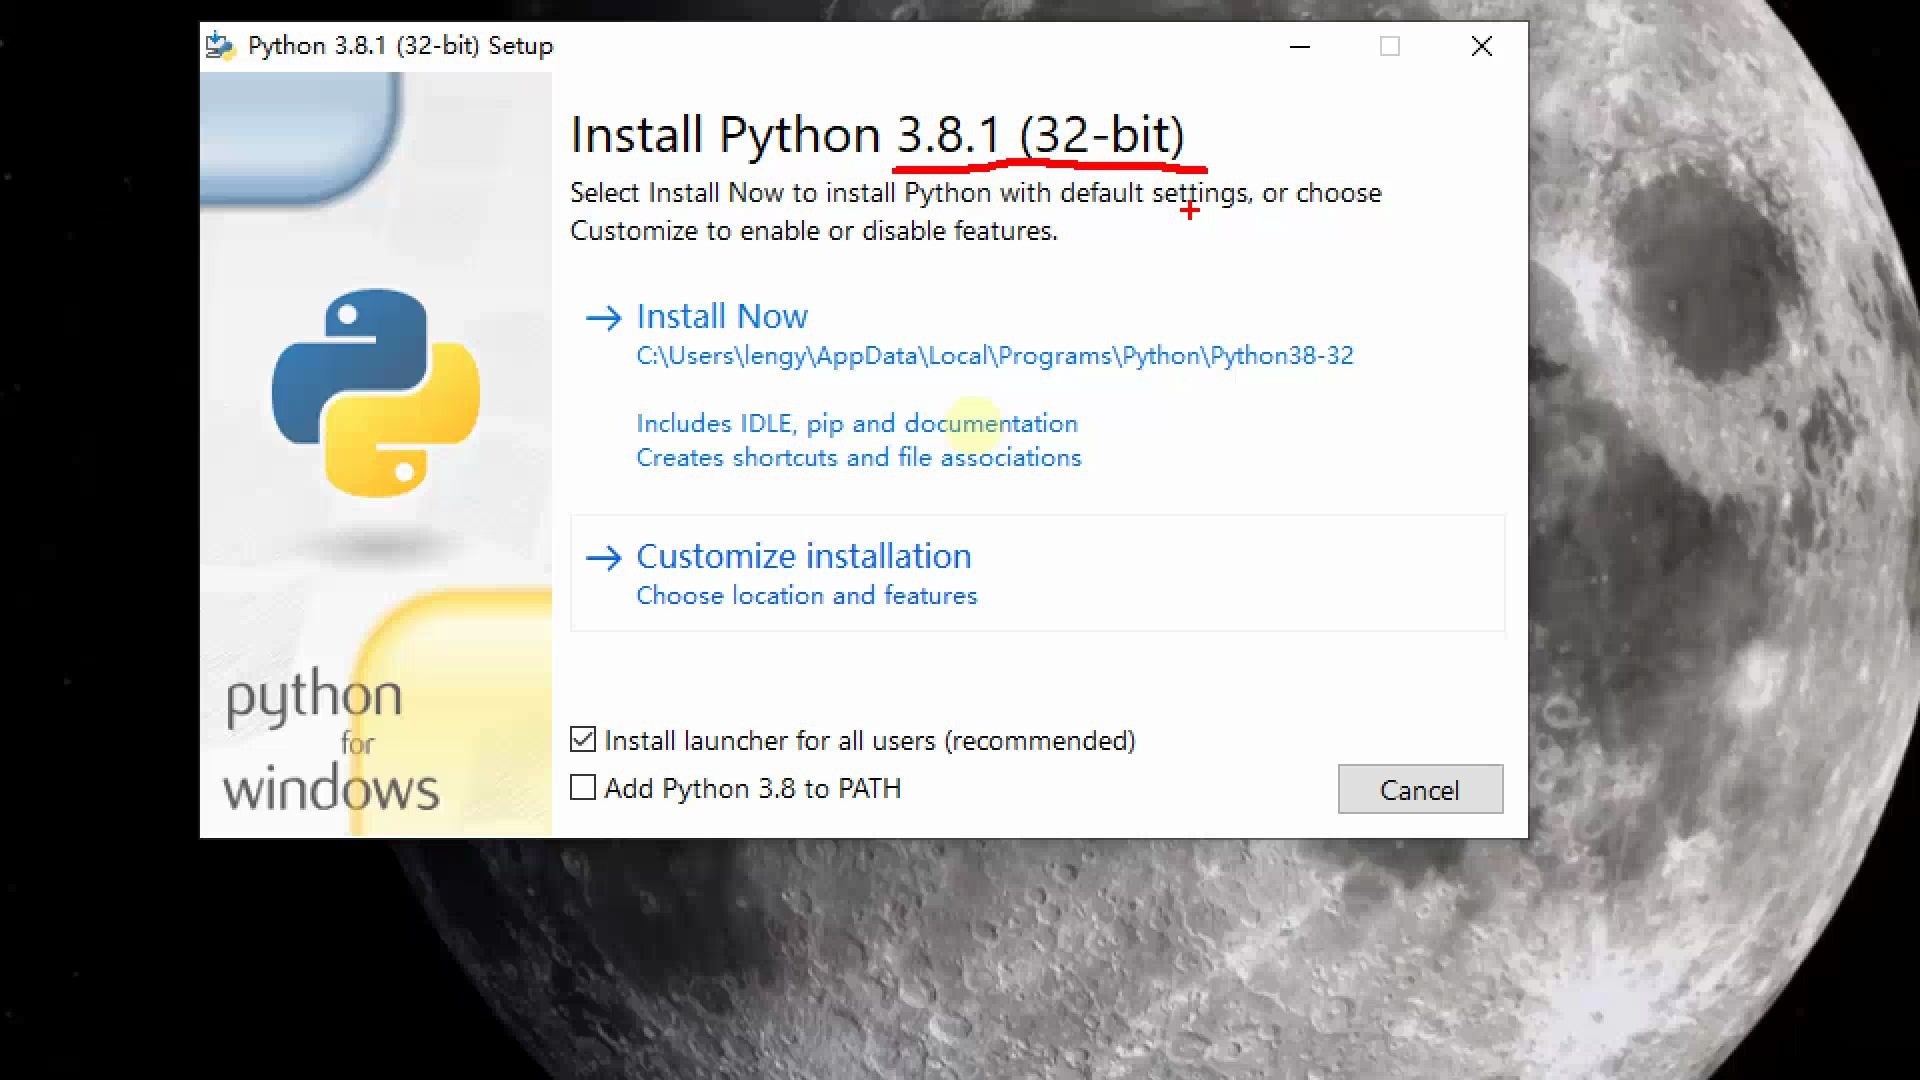 Python 3.8.1 (32-bit) Setup
Install Python 3.8.1 (32-bit)
Select Install Now to install Python with default settings, or choose
Customize to enable or disable features.
Install Now
C:\Users\lengy\AppData\Local\Programs\Python\Python38-32
Includes IDLE, pip and documentation
Creates shortcuts and file associations
Customize installation
Choose location and features
python
for
windows
Install launcher for all users (recommended)
Add Python 3.8 to PATH
Cancel